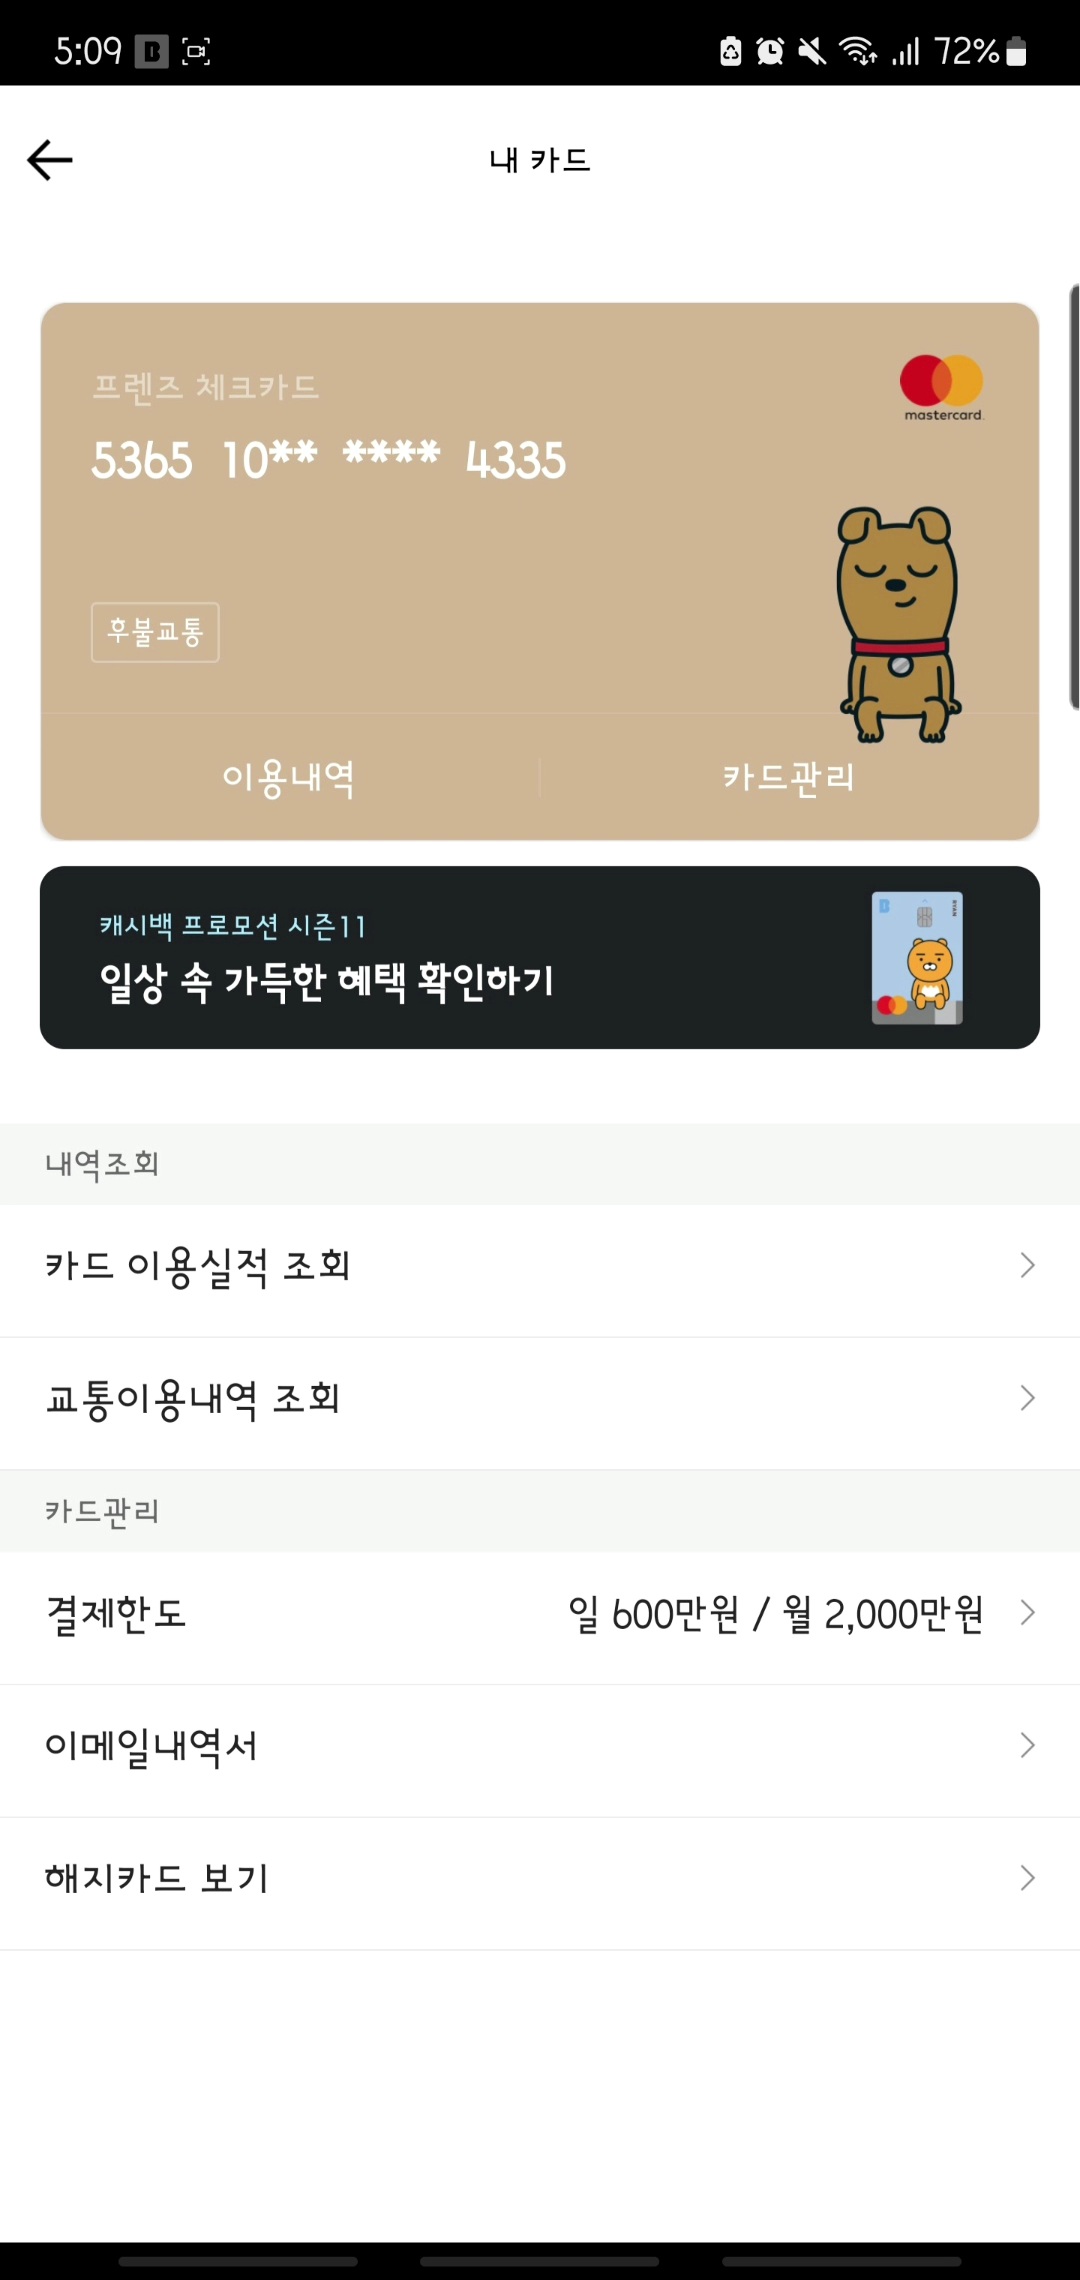 5:09
72%
내 카드
프렌즈 체크카드
mastercard.
5365 10** **** 4335
후불교통
이용내역
카드관리
캐시백 프로모션 시즌11
일상 속 가득한 혜택 확인하기
내역조회
카드 이용실적 조회
교통이용내역 조회
카드관리
결제한도 일 600만원 / 월 2,000만원
이메일내역서
해지카드 보기